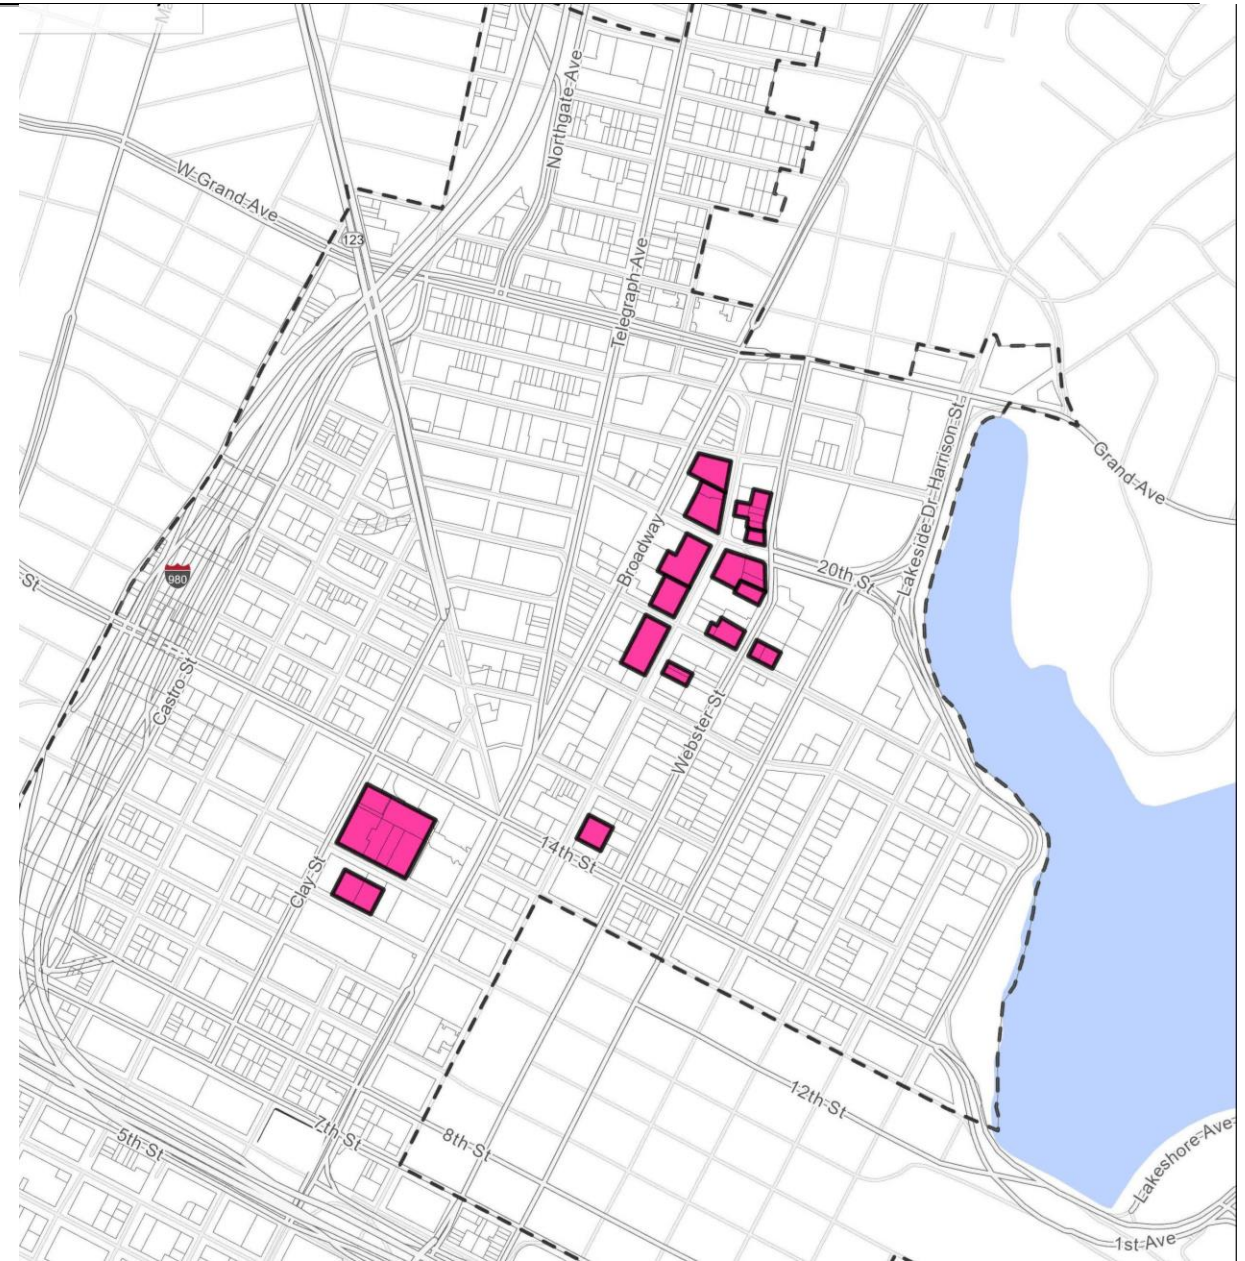 Northgate Ave
W Grand Ave
123
Telegraph Ave
Lakeside Dr
Harrison St
Grand Ave
Broadway
20th St
St
980
Castro St
Webster St
14th St
Clay St
12th St
7th St
8th St
5th St
Lakeshore Ave
1st Ave